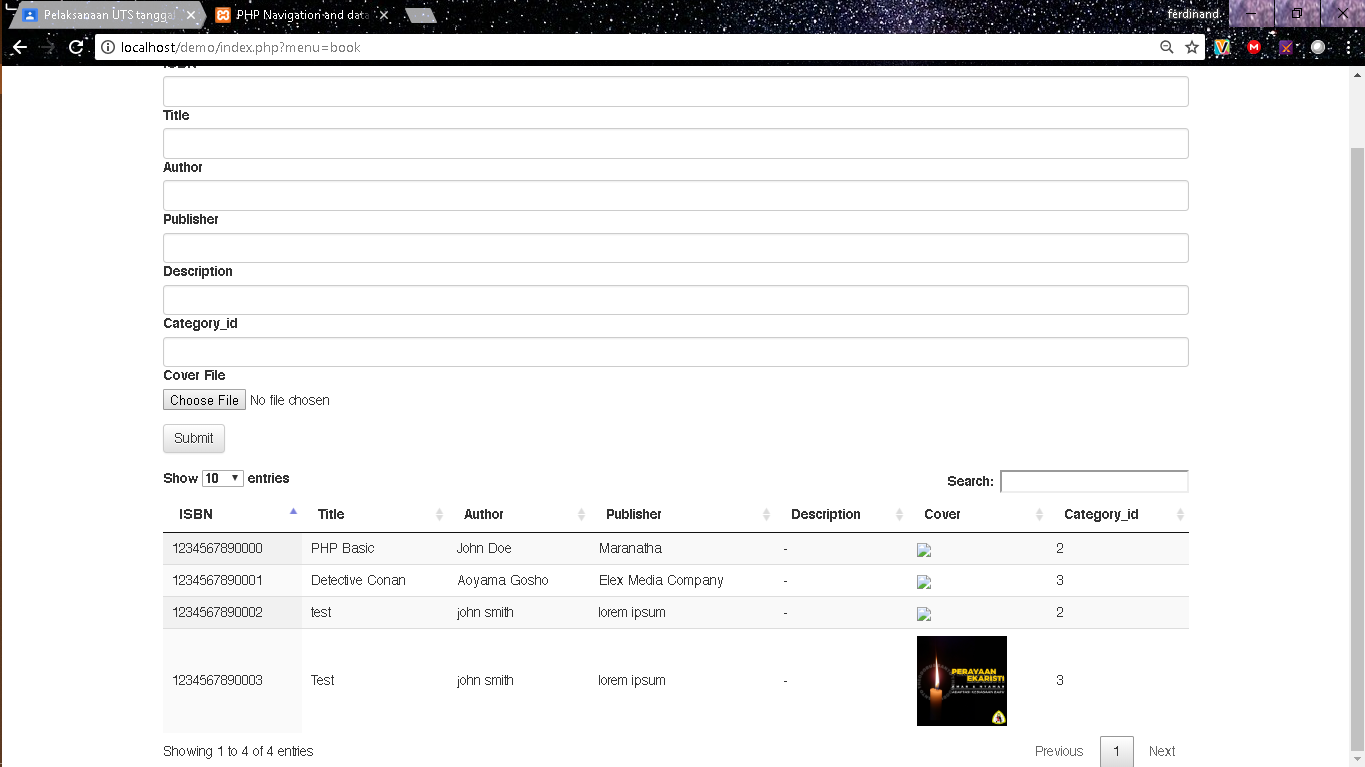 Pelaksanaan UTS tanggal
PHP Navigation and data
ferdinand.
localhost/demo/index.php?menu=book
ISBN
Title
Author
Publisher
Description
Category_id
Cover File
Choose File No file chosen
Submit
Show 10 entries
Search:
ISBN Title Author Publisher Description Cover Category_id
1234567890000 PHP Basic John Doe Maranatha - 2
1234567890001 Detective Conan Aoyama Gosho Elex Media Company - 3
1234567890002 test john smith lorem ipsum - 2
1234567890008 Test john smith lorem ipsum - 3
PERAYAAN
EKARISTI
Showing 1 to 4 of 4 entries
Previous 1 Next